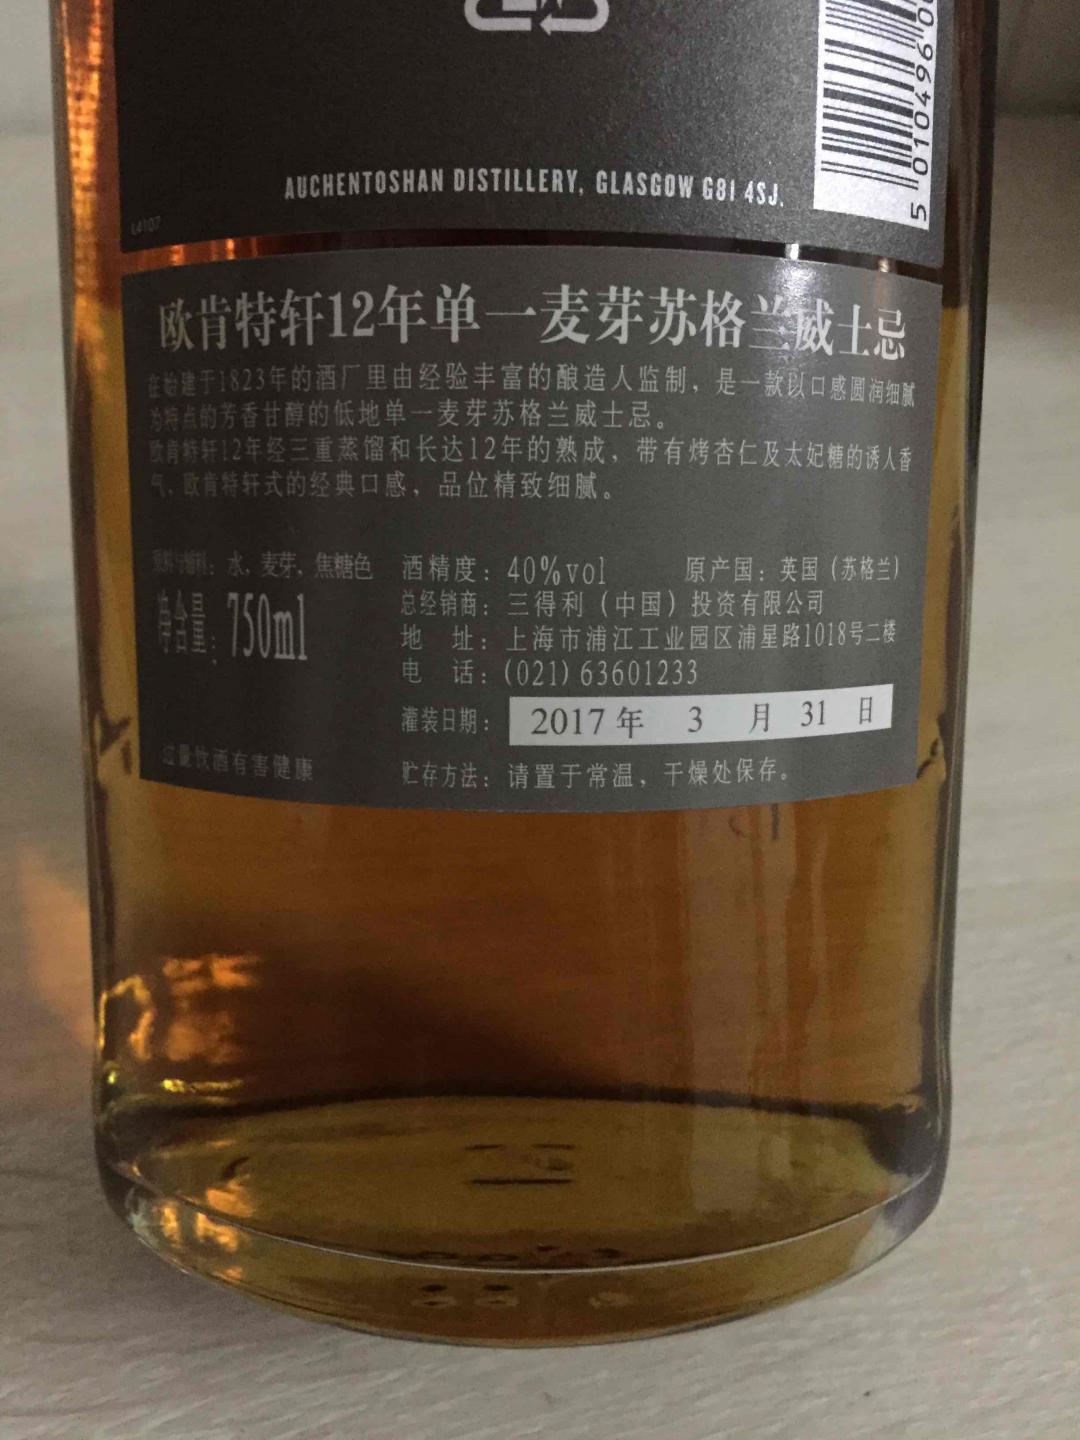 5 010496 00
AUCHENTOSHAN DISTILLERY, GLASGOW G81 4SJ.
L4107
欧肯特轩12年单一麦芽苏格兰威士忌
在始建于1823年的酒厂里由经验丰富的酿造人监制，是一款以口感圆润细腻
为特点的芳香甘醇的低地单一麦芽苏格兰威士忌。
欧肯特轩12年经三重蒸馏和长达12年的熟成，带有烤杏仁及太妃糖的诱人香
气，欧肯特轩式的经典口感，品位精致细腻。
原料与辅料：水，麦芽，焦糖色
净含量：750ml
过量饮酒有害健康
酒精度：40%vol 原产国：英国（苏格兰）
总经销商：三得利（中国）投资有限公司
地 址：上海市浦江工业园区浦星路1018号二楼
电 话：(021)63601233
灌装日期：2017年 3 月 31 日
贮存方法：请置于常温，干燥处保存。